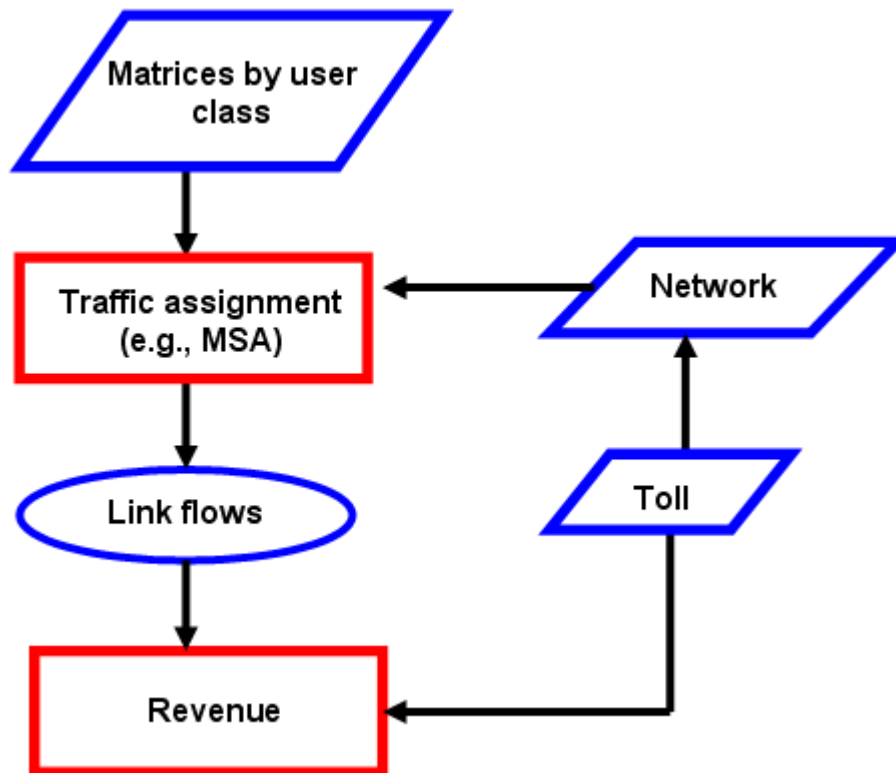 Matrices by user
class
Traffic assignment
(e.g., MSA)
Network
Link flows
Toll
Revenue